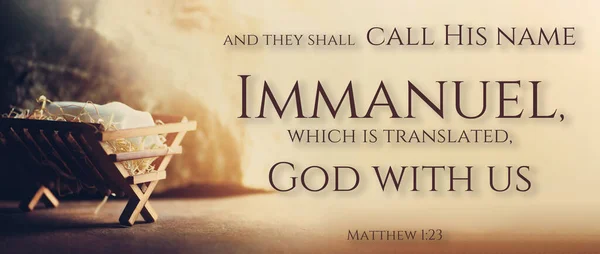 and they shall call His name
Immanuel,
which is translated,
God with us
Matthew 1:23